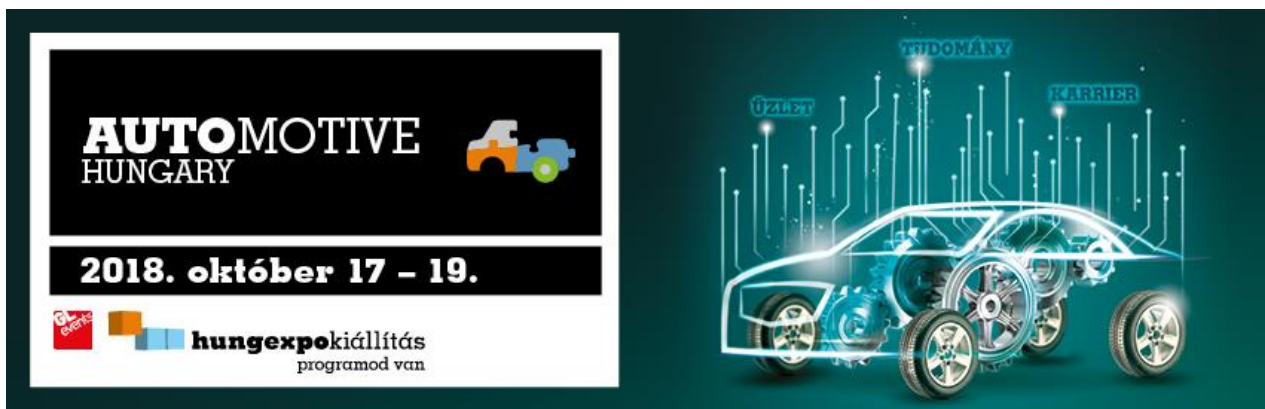 AUTOMOTIVE
HUNGARY
2018. október 17 – 19.
GL
events
hungexpokiállítás
programod van
TUDOMÁNY
ÜZLET
KARRIER